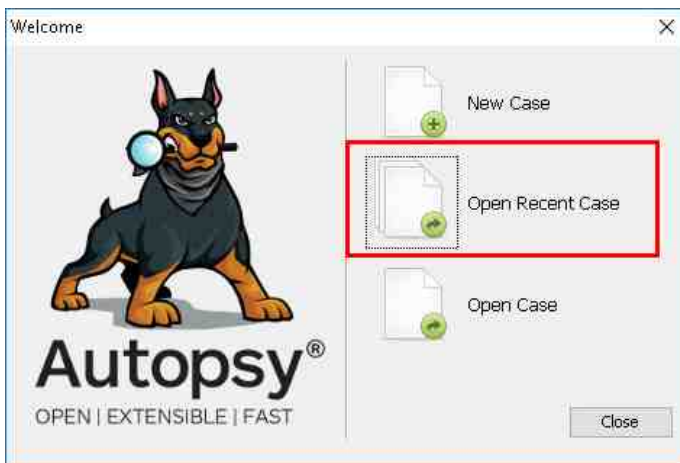 Welcome
New Case
Open Recent Case
Open Case
Autopsy®
OPEN | EXTENSIBLE | FAST
Close